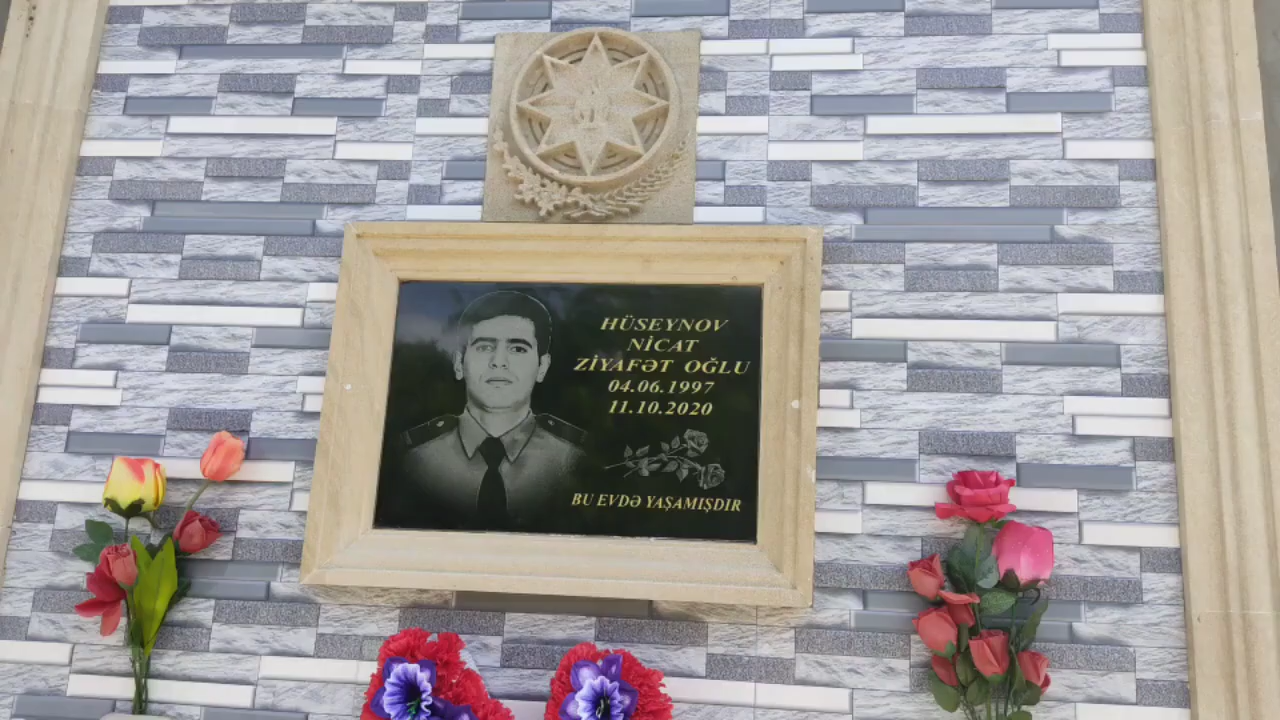 HÜSEYNOV
NİCAT
ZİYAFƏT OĞLU
04.06.1997
11.10.2020
BU EVDƏ YAŞAMIŞDIR